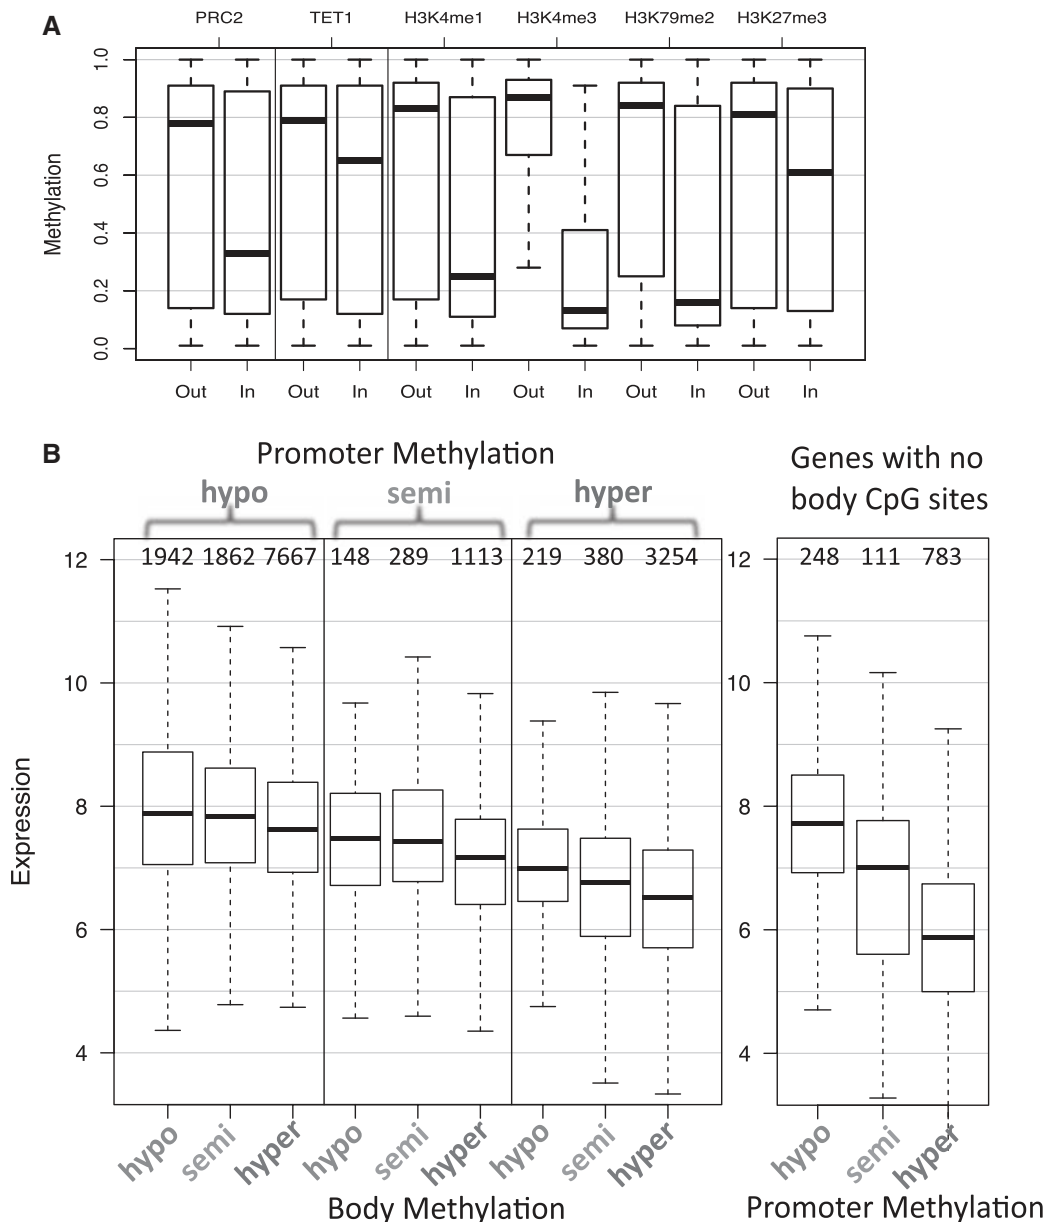 A
PRC2 TET1 H3K4me1 H3K4me3 H3K79me2 H3K27me3
1.0
0.8
0.6
0.4
0.2
0.0
Methylation
Out In Out In Out In Out In Out In Out In
B
Promoter Methylation
hypo semi hyper
Genes with no
body CpG sites
1942 1862 7667 148 289 1113 219 380 3254
248 111 783
12
10
8
6
4
Expression
12
10
8
6
4
hypo semi hyper hypo semi hyper hypo semi hyper
Body Methylation
hypo semi hyper
Promoter Methylation